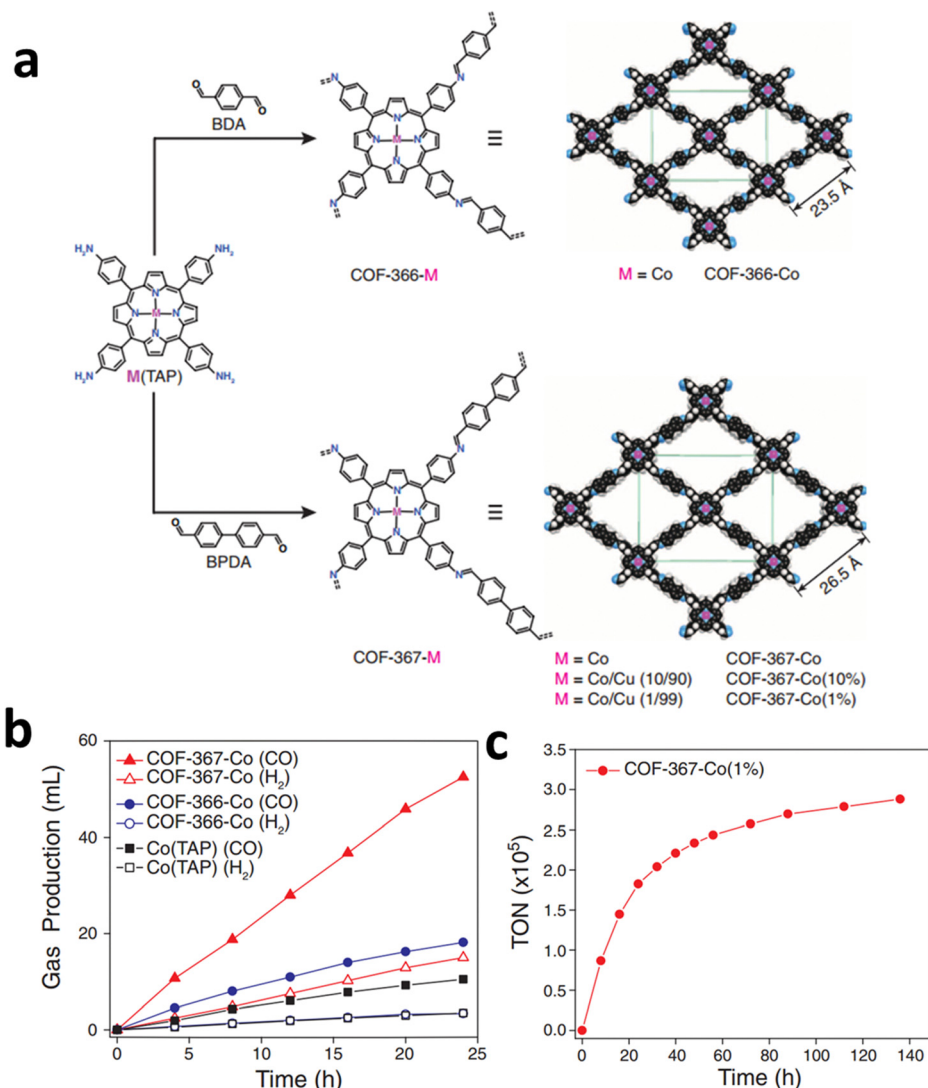 a
O
O
BDA
N
N
M
N
N
N
N
N
N
COF-366-M
≡
23.5 Å
M = Co COF-366-Co
NH₂
NH₂
N
N
M
N
N
NH₂
NH₂
M(TAP)
O
O
BPDA
N
N
M
N
N
N
N
N
N
COF-367-M
≡
26.5 Å
M = Co COF-367-Co
M = Co/Cu (10/90) COF-367-Co(10%)
M = Co/Cu (1/99) COF-367-Co(1%)
b
60
40
20
0
Gas Production (mL)
COF-367-Co (CO)
COF-367-Co (H₂)
COF-366-Co (CO)
COF-366-Co (H₂)
Co(TAP) (CO)
Co(TAP) (H₂)
0 5 10 15 20 25
Time (h)
c
3.5
3.0
2.5
2.0
1.5
1.0
0.5
0.0
TON (x10⁵)
COF-367-Co(1%)
0 20 40 60 80 100 120 140
Time (h)